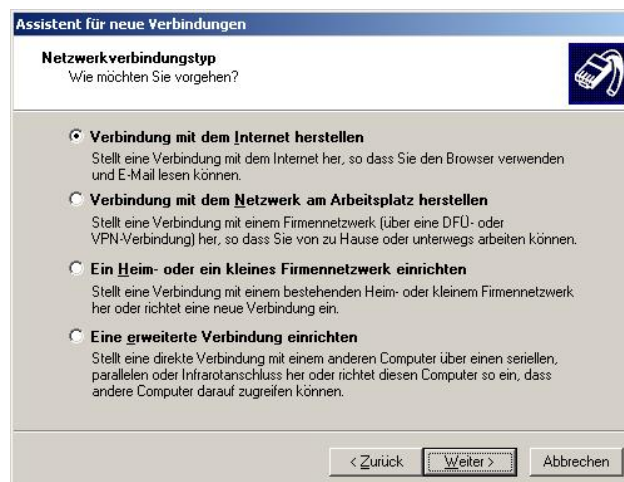 Assistent für neue Verbindungen
Netzwerkverbindungstyp
Wie möchten Sie vorgehen?
Verbindung mit dem Internet herstellen
Stellt eine Verbindung mit dem Internet her, so dass Sie den Browser verwenden
und E-Mail lesen können.
Verbindung mit dem Netzwerk am Arbeitsplatz herstellen
Stellt eine Verbindung mit einem Firmennetzwerk (über eine DFÜ- oder
VPN-Verbindung) her, so dass Sie von zu Hause oder unterwegs arbeiten können.
Ein Heim- oder ein kleines Firmennetzwerk einrichten
Stellt eine Verbindung mit einem bestehenden Heim- oder kleinem Firmennetzwerk
her oder richtet eine neue Verbindung ein.
Eine erweiterte Verbindung einrichten
Stellt eine direkte Verbindung mit einem anderen Computer über einen seriellen,
parallelen oder Infrarotanschluss her oder richtet diesen Computer so ein, dass
andere Computer darauf zugreifen können.
< Zurück Weiter > Abbrechen